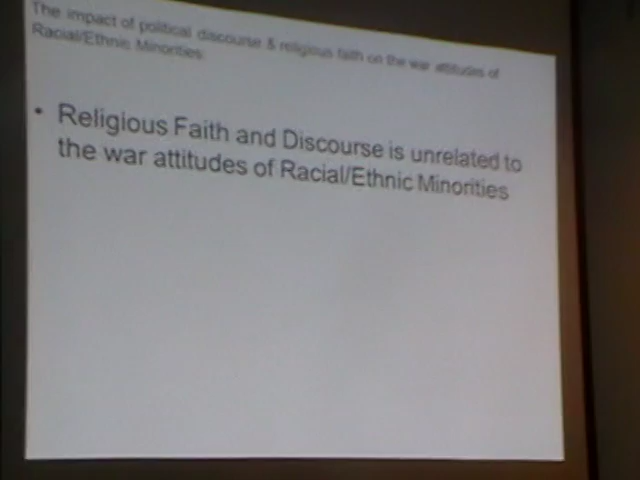 The impact of political discourse & religious faith on the war attitudes of
Racial/Ethnic Minorities
• Religious Faith and Discourse is unrelated to
the war attitudes of Racial/Ethnic Minorities